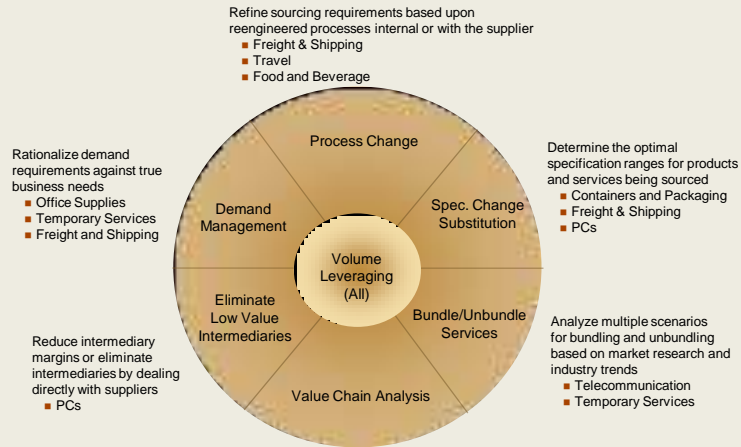 Refine sourcing requirements based upon
reengineered processes internal or with the supplier
Freight & Shipping
Travel
Food and Beverage
Process Change
Rationalize demand
requirements against true
business needs
Office Supplies
Temporary Services
Freight and Shipping
Demand
Management
Spec. Change
Substitution
Determine the optimal
specification ranges for products
and services being sourced
Containers and Packaging
Freight & Shipping
PCs
Volume
Leveraging
(All)
Eliminate
Low Value
Intermediaries
Bundle/Unbundle
Services
Reduce intermediary
margins or eliminate
intermediaries by dealing
directly with suppliers
PCs
Analyze multiple scenarios
for bundling and unbundling
based on market research and
industry trends
Telecommunication
Temporary Services
Value Chain Analysis